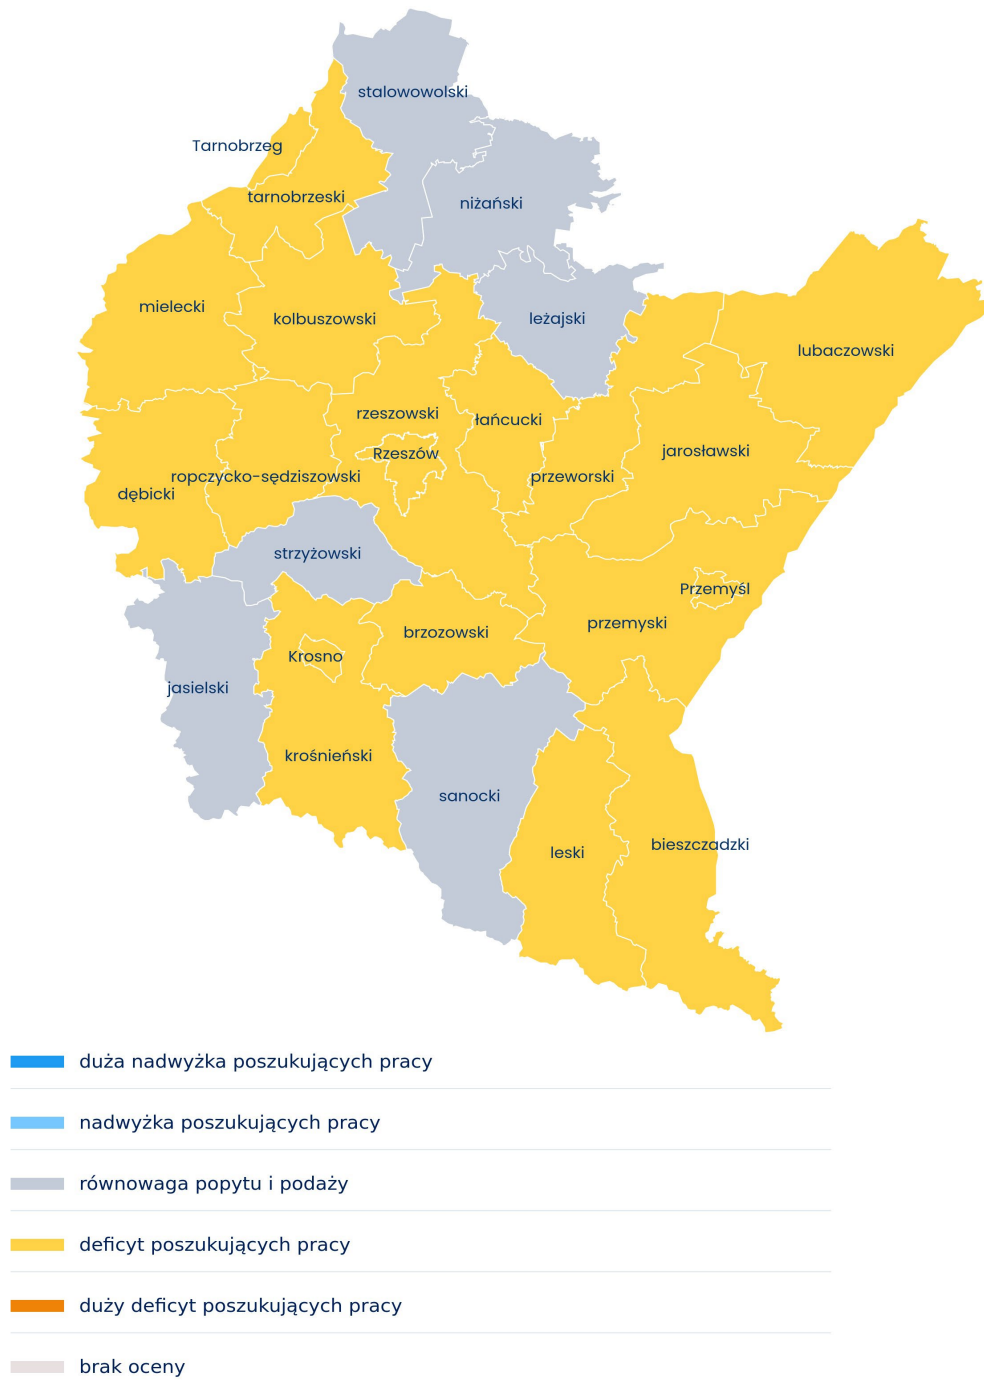 stalowowolski
Tarnobrzeg
tarnobrzeski
niżański
mielecki
kolbuszowski
leżajski
lubaczowski
rzeszowski
łańcucki
Rzeszów
jarosławski
ropczycko-sędziszowski
przeworski
dębicki
strzyżowski
Przemyśl
przemyski
brzozowski
Krosno
jasielski
krośnieński
sanocki
leski
bieszczadzki
duża nadwyżka poszukujących pracy
nadwyżka poszukujących pracy
równowaga popytu i podaży
deficyt poszukujących pracy
duży deficyt poszukujących pracy
brak oceny